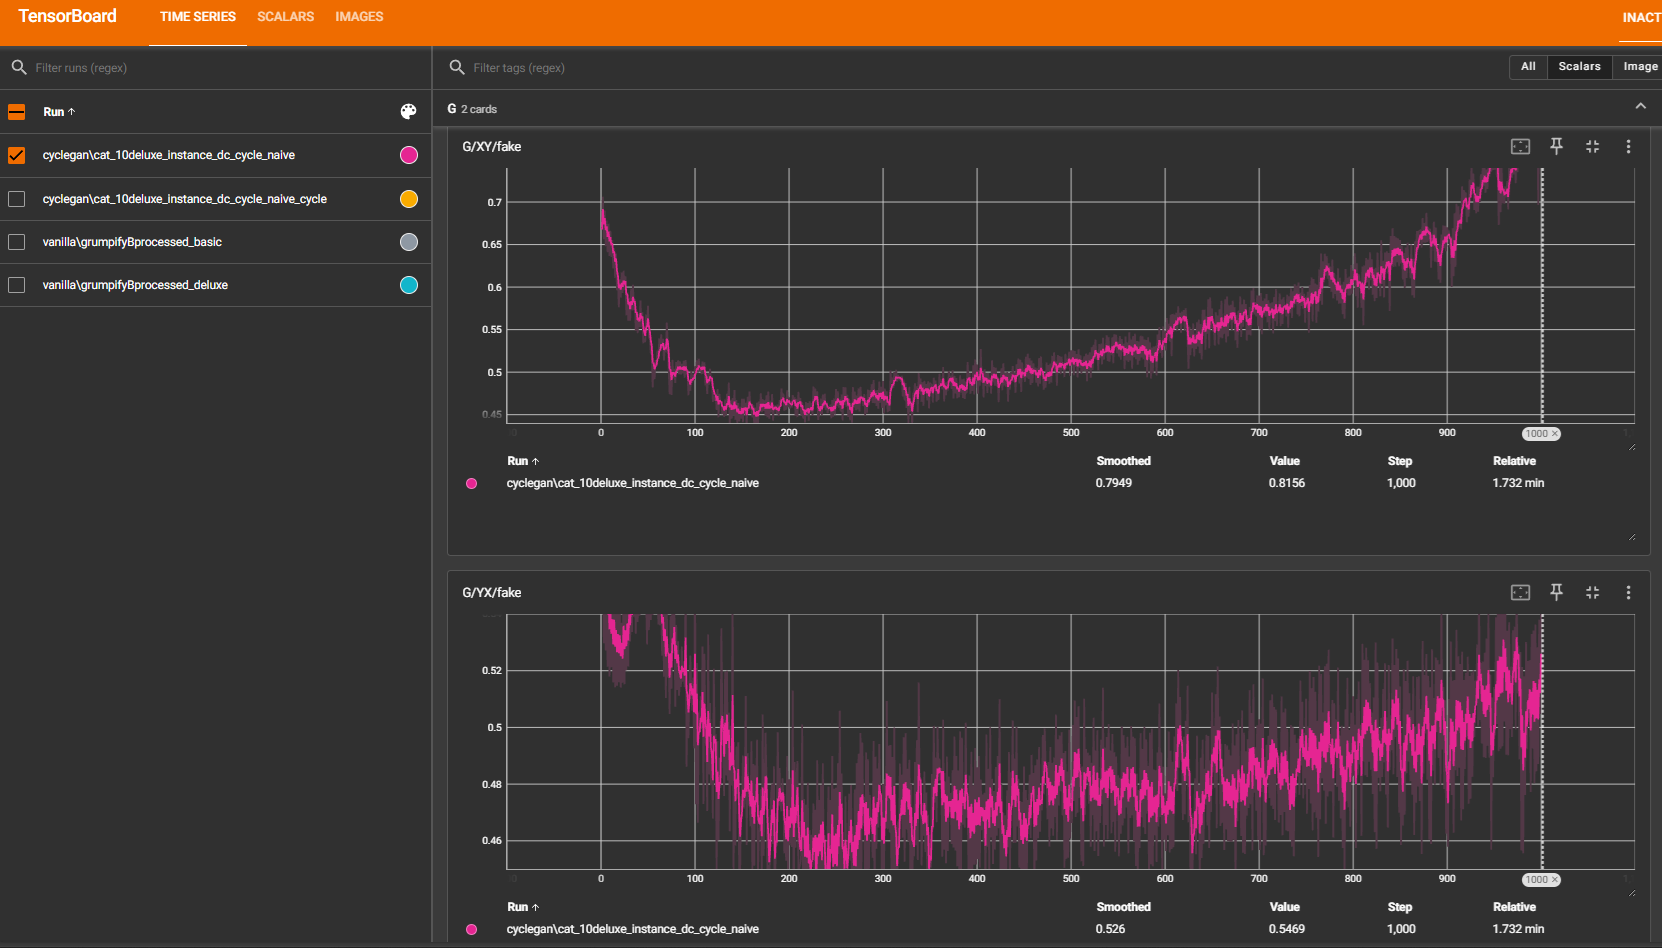 TensorBoard TIME SERIES SCALARS IMAGES INACT
Filter runs (regex)
Filter tags (regex)
All Scalars Image
Run ↑
G 2 cards
cyclegan\cat_10deluxe_instance_dc_cycle_naive
cyclegan\cat_10deluxe_instance_dc_cycle_naive_cycle
vanilla\grumpifyBprocessed_basic
vanilla\grumpifyBprocessed_deluxe
G/XY/fake
0.7
0.65
0.6
0.55
0.5
0.45
0 100 200 300 400 500 600 700 800 900 1000 ×
Run ↑ Smoothed Value Step Relative
cyclegan\cat_10deluxe_instance_dc_cycle_naive 0.7949 0.8156 1,000 1.732 min
G/YX/fake
0.52
0.5
0.48
0.46
0 100 200 300 400 500 600 700 800 900 1000 ×
Run ↑ Smoothed Value Step Relative
cyclegan\cat_10deluxe_instance_dc_cycle_naive 0.526 0.5469 1,000 1.732 min